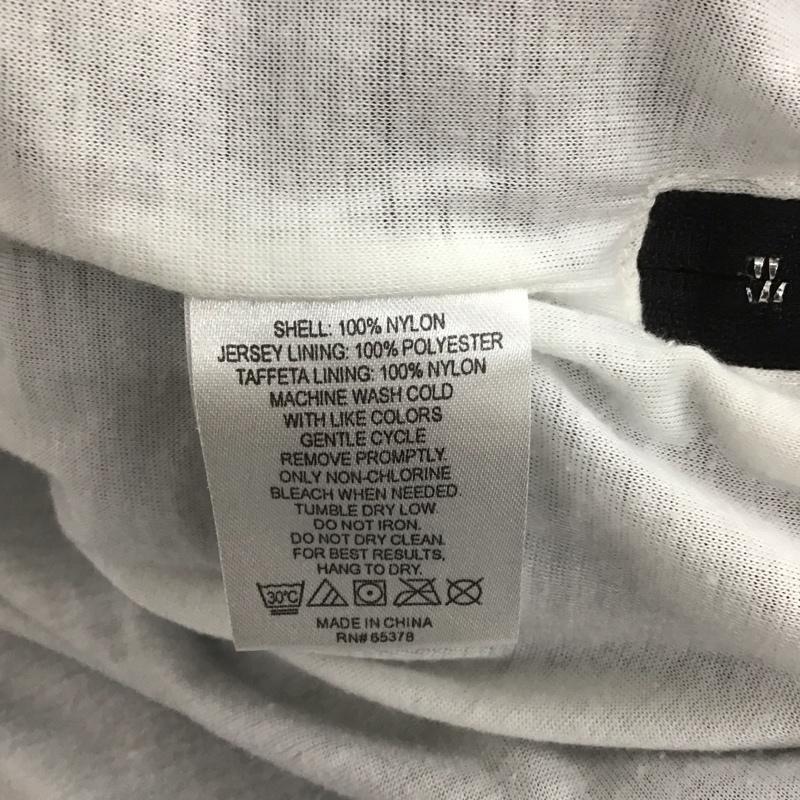 SHELL: 100% NYLON
JERSEY LINING: 100% POLYESTER
TAFFETA LINING: 100% NYLON
MACHINE WASH COLD
WITH LIKE COLORS
GENTLE CYCLE
REMOVE PROMPTLY.
ONLY NON-CHLORINE
BLEACH WHEN NEEDED.
TUMBLE DRY LOW.
DO NOT IRON.
DO NOT DRY CLEAN.
FOR BEST RESULTS,
HANG TO DRY.
30°C
MADE IN CHINA
RN# 65378